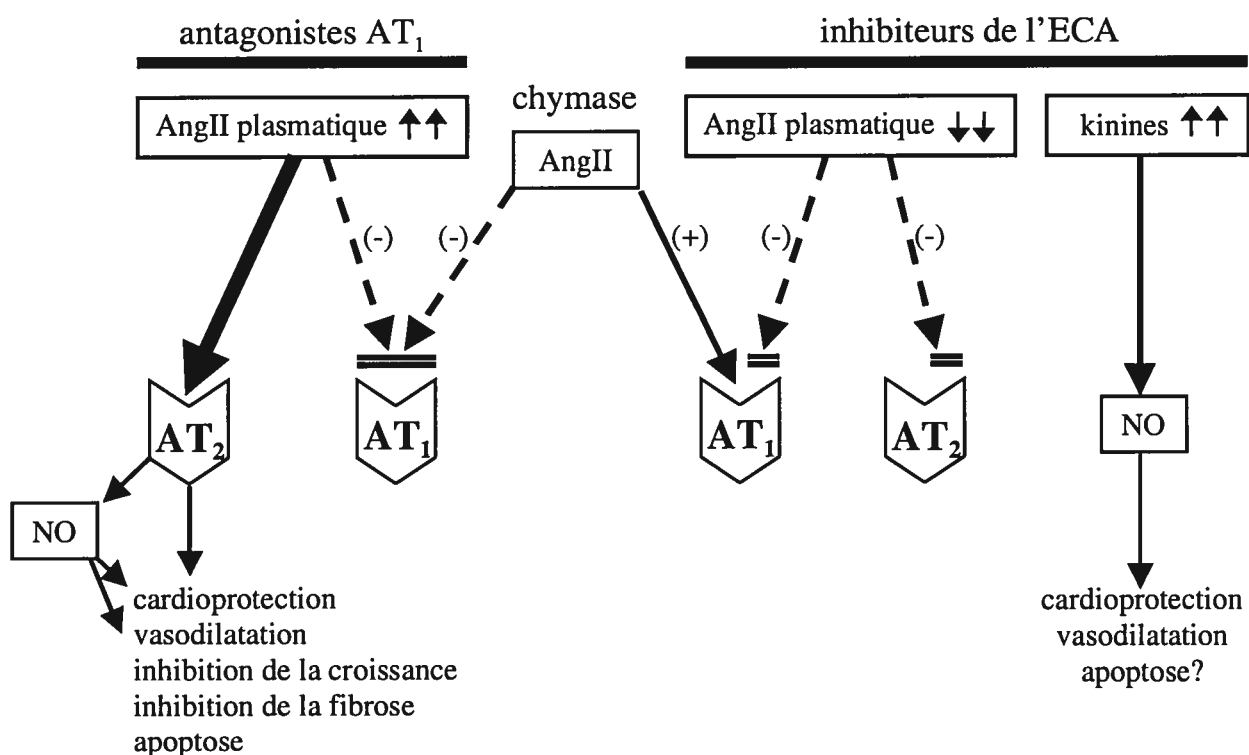 antagonistes AT₁
inhibiteurs de l'ECA
AngII plasmatique ↑↑
chymase
AngII
AngII plasmatique ↓↓
kinines ↑↑
(-)
(-)
(+)
(-)
(-)
AT₂
AT₁
AT₁
AT₂
NO
NO
cardioprotection
vasodilatation
inhibition de la croissance
inhibition de la fibrose
apoptose
cardioprotection
vasodilatation
apoptose?